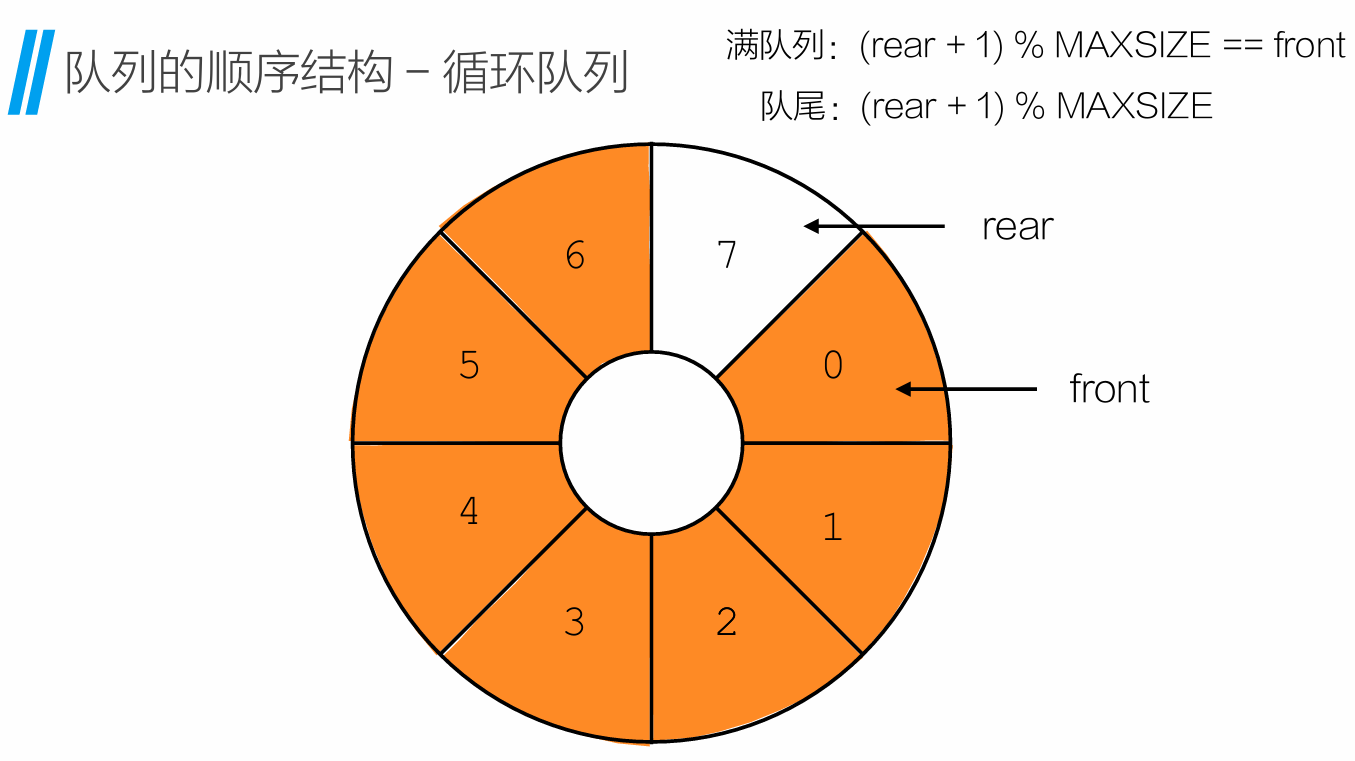 队列的顺序结构 – 循环队列
满队列：(rear + 1) % MAXSIZE == front
队尾：(rear + 1) % MAXSIZE
rear
6
7
5
0
front
4
1
3
2